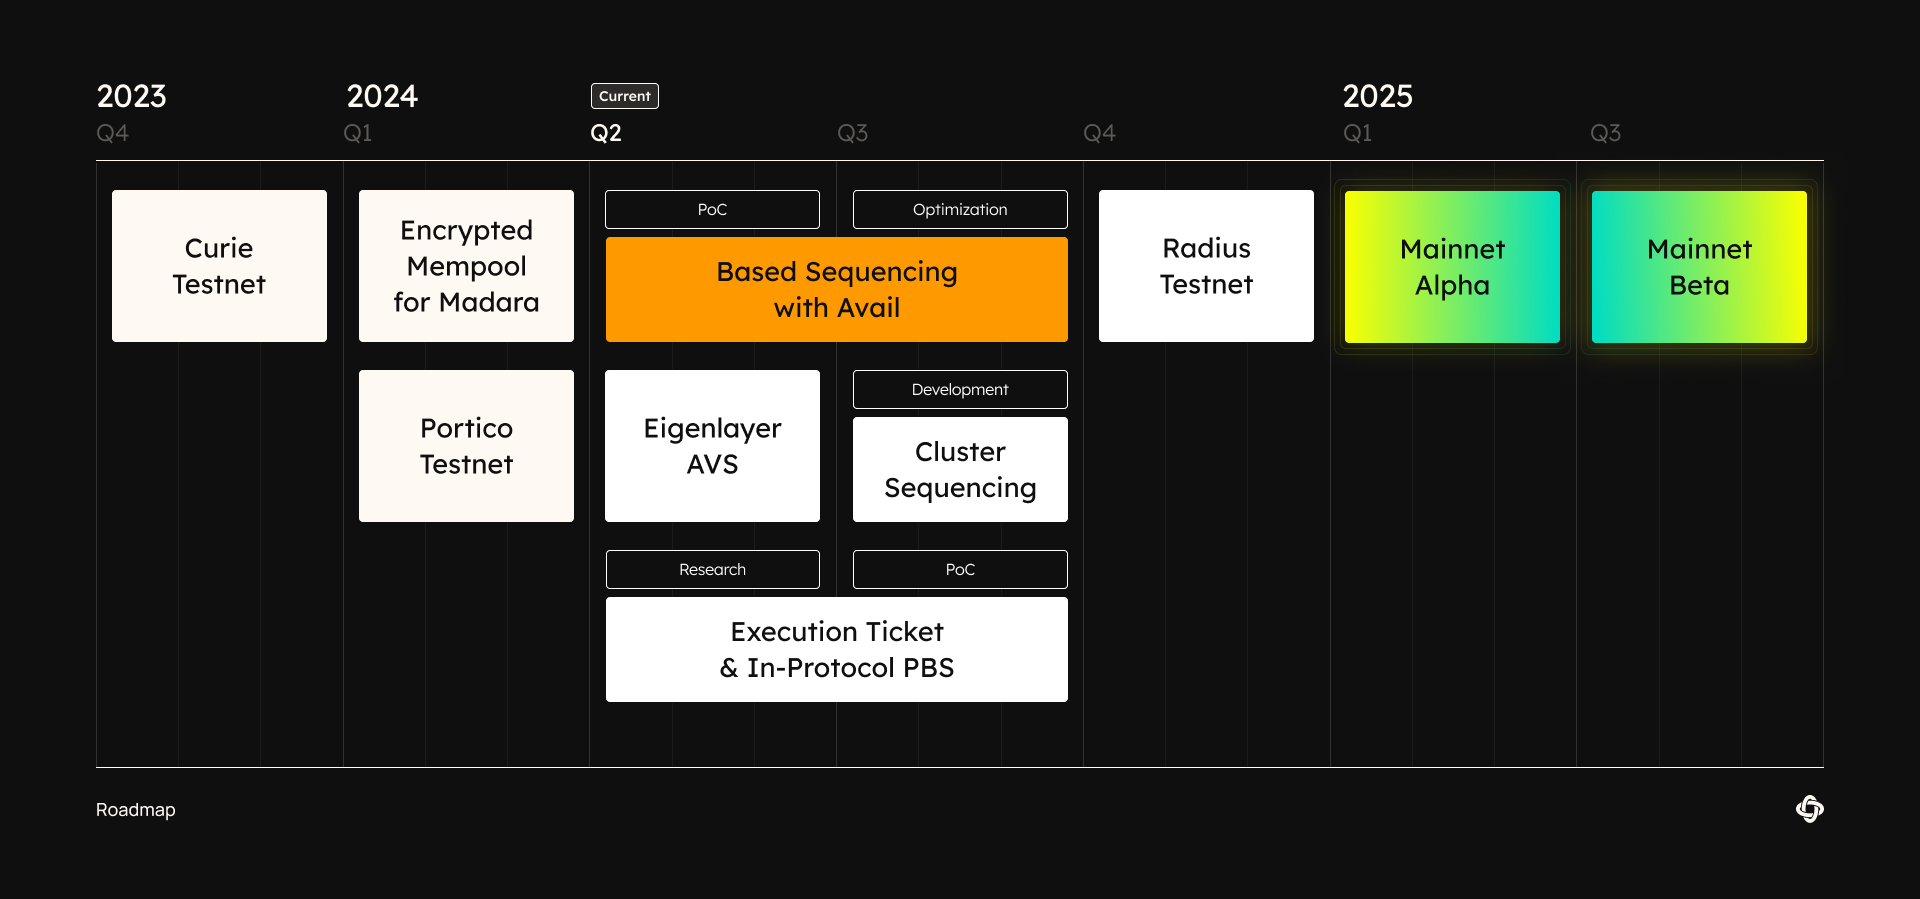 2023
2024
Current
2025
Q4
Q1
Q2
Q3
Q4
Q1
Q3
Curie
Testnet
Encrypted
Mempool
for Madara
PoC
Optimization
Based Sequencing
with Avail
Radius
Testnet
Mainnet
Alpha
Mainnet
Beta
Portico
Testnet
Eigenlayer
AVS
Development
Cluster
Sequencing
Research
PoC
Execution Ticket
& In-Protocol PBS
Roadmap